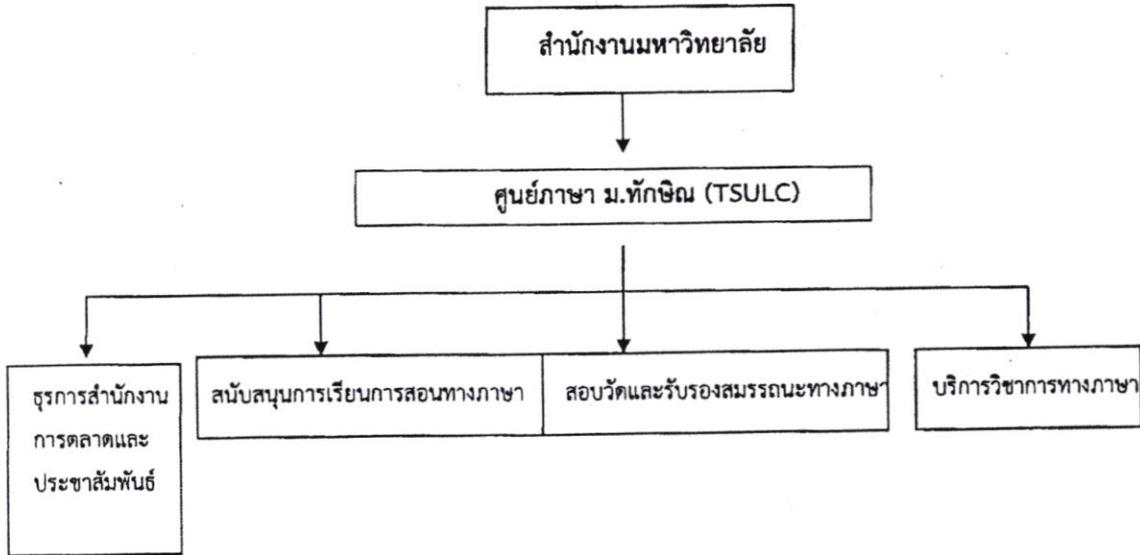 สำนักงานมหาวิทยาลัย
ศูนย์ภาษา ม.ทักษิณ (TSULC)
ธุรการสำนักงาน
การตลาดและ
ประชาสัมพันธ์
สนับสนุนการเรียนการสอนทางภาษา
สอบวัดและรับรองสมรรถนะทางภาษา
บริการวิชาการทางภาษา